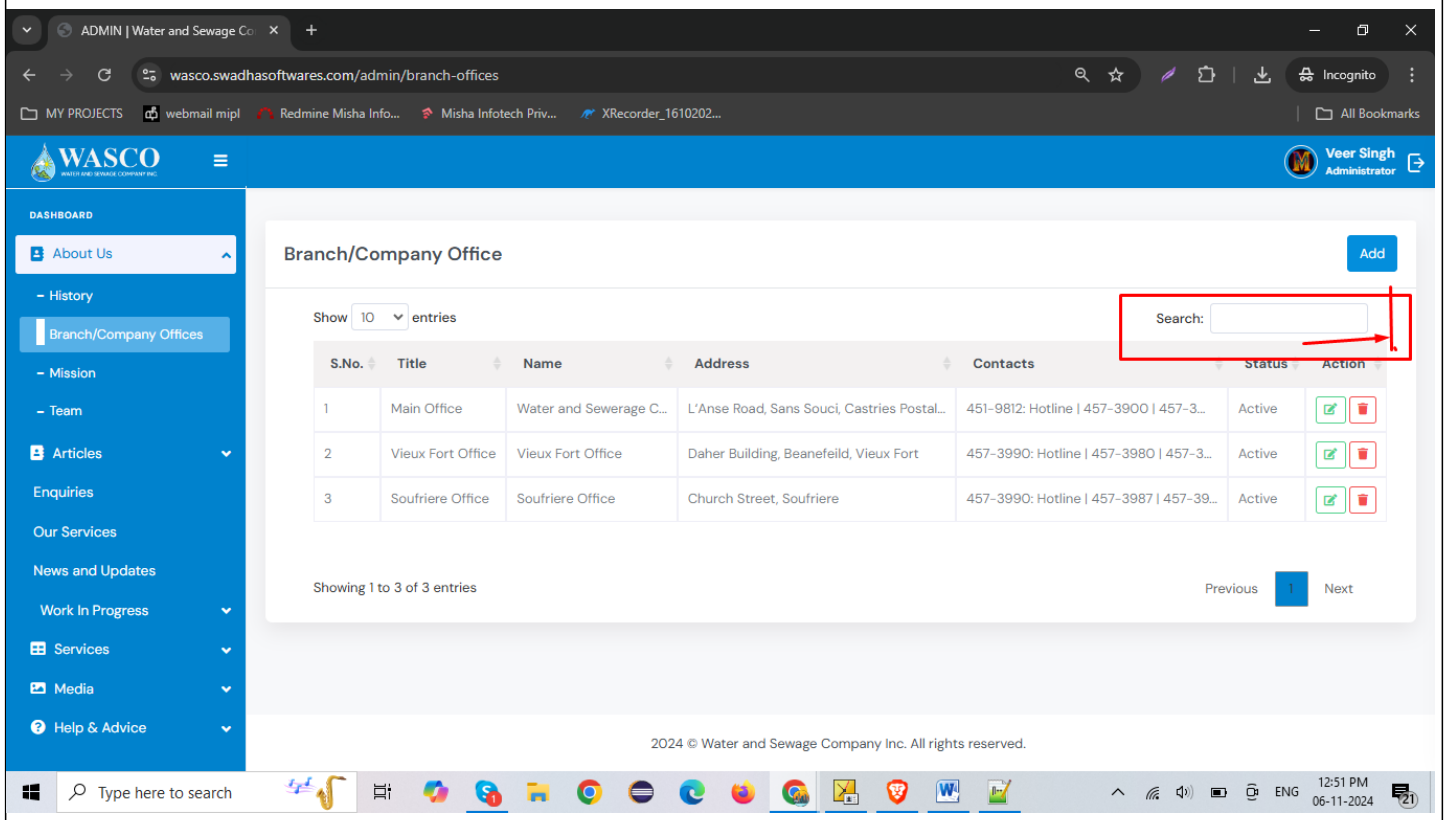 ADMIN | Water and Sewage Co
wasco.swadhasoftwares.com/admin/branch-offices
Incognito
MY PROJECTS
webmail mipl
Redmine Misha Info...
Misha Infotech Priv...
XRecorder_1610202...
All Bookmarks
WASCO
WATER AND SEWAGE COMPANY INC.
Veer Singh
Administrator
DASHBOARD
About Us
– History
Branch/Company Offices
– Mission
– Team
Articles
Enquiries
Our Services
News and Updates
Work In Progress
Services
Media
Help & Advice
Branch/Company Office
Add
Show 10 entries
Search:
S.No. Title Name Address Contacts Status Action
1 Main Office Water and Sewerage C... L'Anse Road, Sans Souci, Castries Postal... 451-9812: Hotline | 457-3900 | 457-3... Active
2 Vieux Fort Office Vieux Fort Office Daher Building, Beanefeild, Vieux Fort 457-3990: Hotline | 457-3980 | 457-3... Active
3 Soufriere Office Soufriere Office Church Street, Soufriere 457-3990: Hotline | 457-3987 | 457-39... Active
Showing 1 to 3 of 3 entries
Previous 1 Next
2024 © Water and Sewage Company Inc. All rights reserved.
Type here to search
ENG
12:51 PM
06-11-2024
21